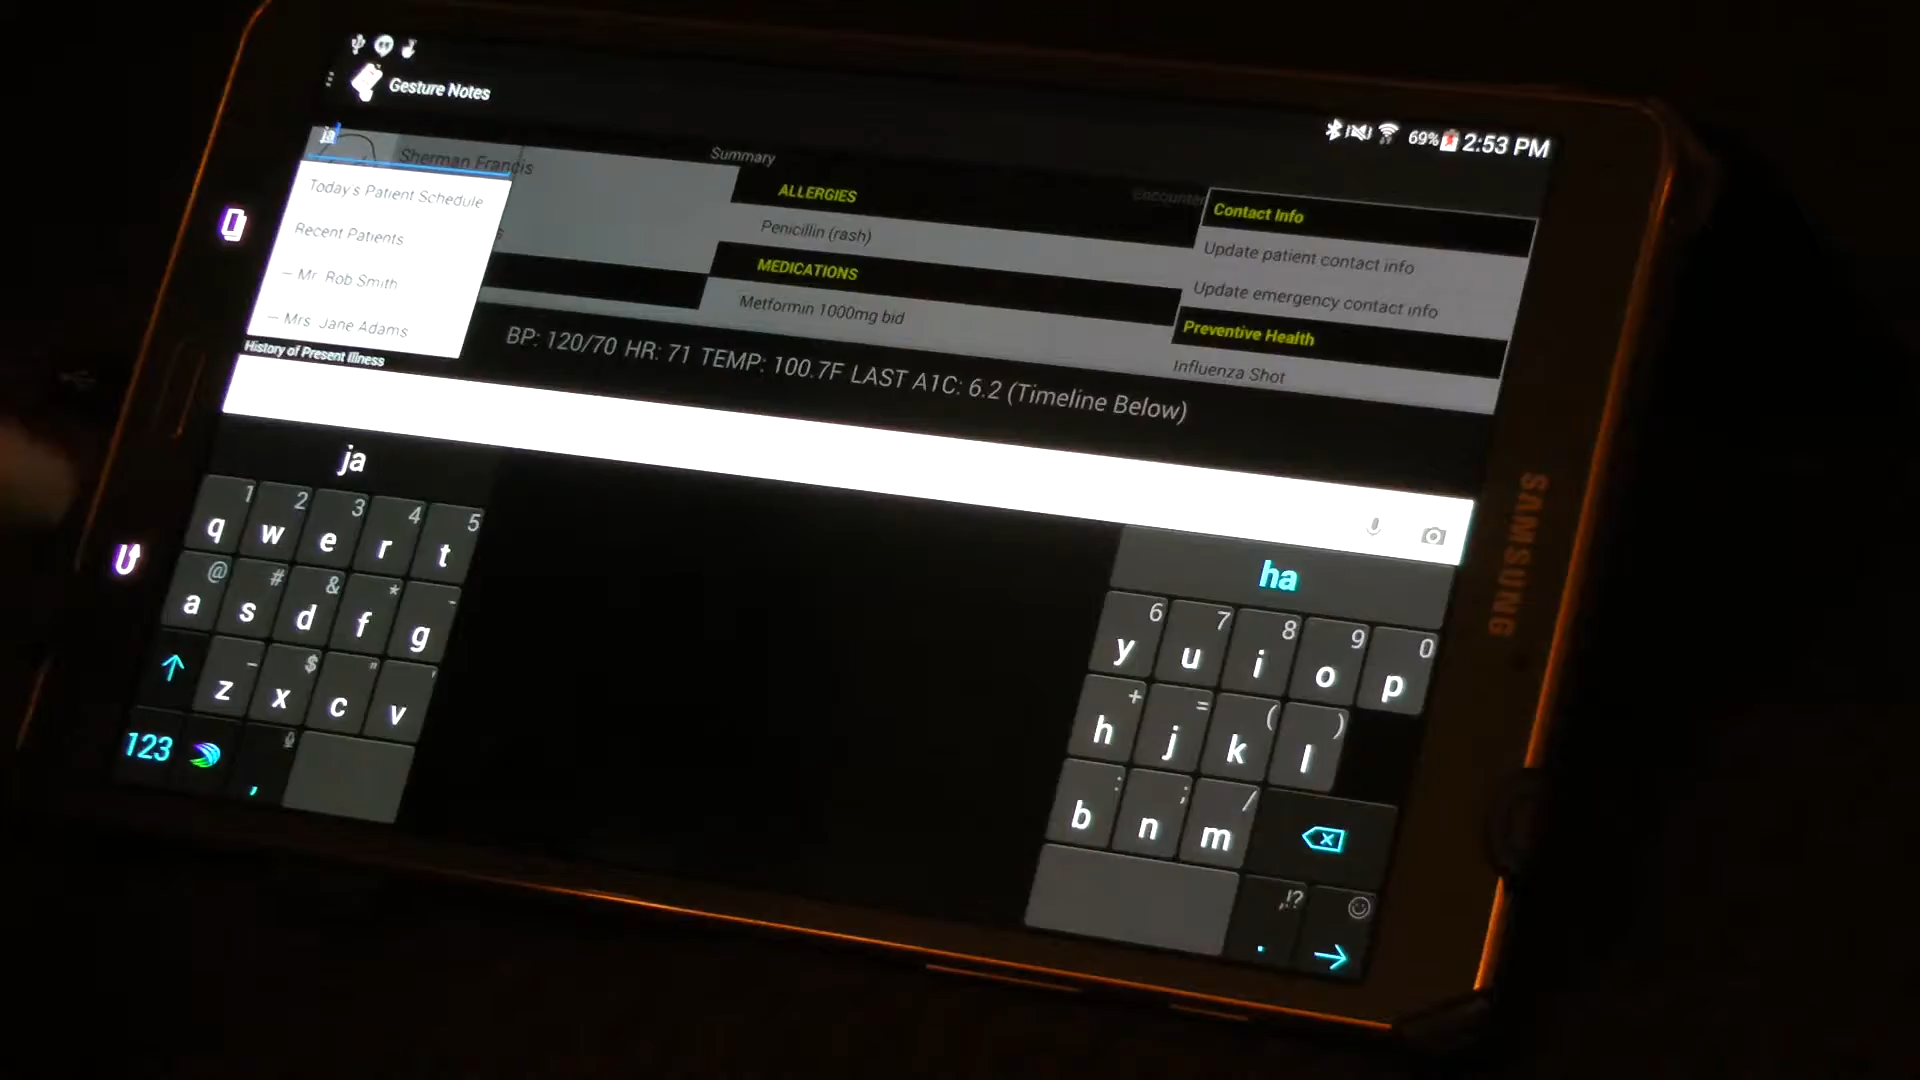 Gesture Notes
69% 2:53 PM
ja
Sherman Francis
Summary
Encounter
Today's Patient Schedule
Recent Patients
– Mr. Rob Smith
– Mrs. Jane Adams
ALLERGIES
Penicillin (rash)
MEDICATIONS
Metformin 1000mg bid
Contact Info
Update patient contact info
Update emergency contact info
Preventive Health
Influenza Shot
BP: 120/70 HR: 71 TEMP: 100.7F LAST A1C: 6.2 (Timeline Below)
History of Present Illness
ja
ha
1 2 3 4 5
q w e r t
@ # & * -
a s d f g
– $ " '
z x c v
123 ,
6 7 8 9 0
y u i o p
+ = ( )
h j k l
: ; /
b n m
,!?
.
SAMSUNG